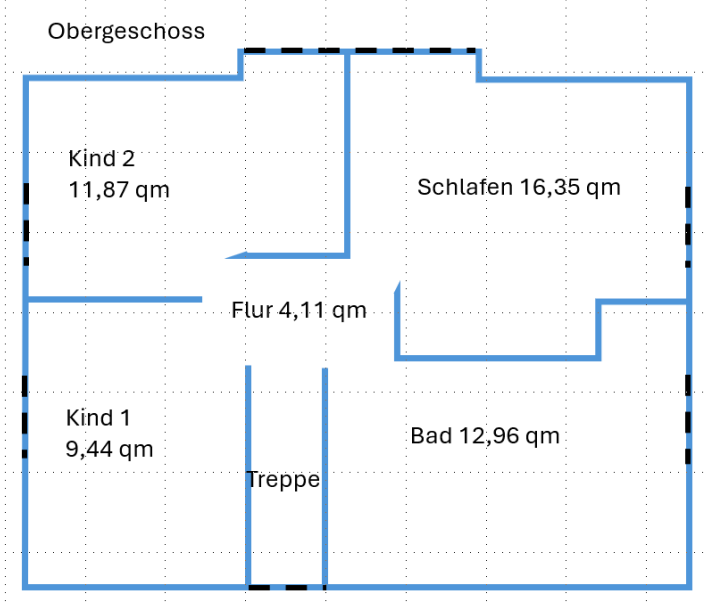 Obergeschoss
Kind 2
11,87 qm
Schlafen 16,35 qm
Flur 4,11 qm
Kind 1
9,44 qm
Bad 12,96 qm
Treppe